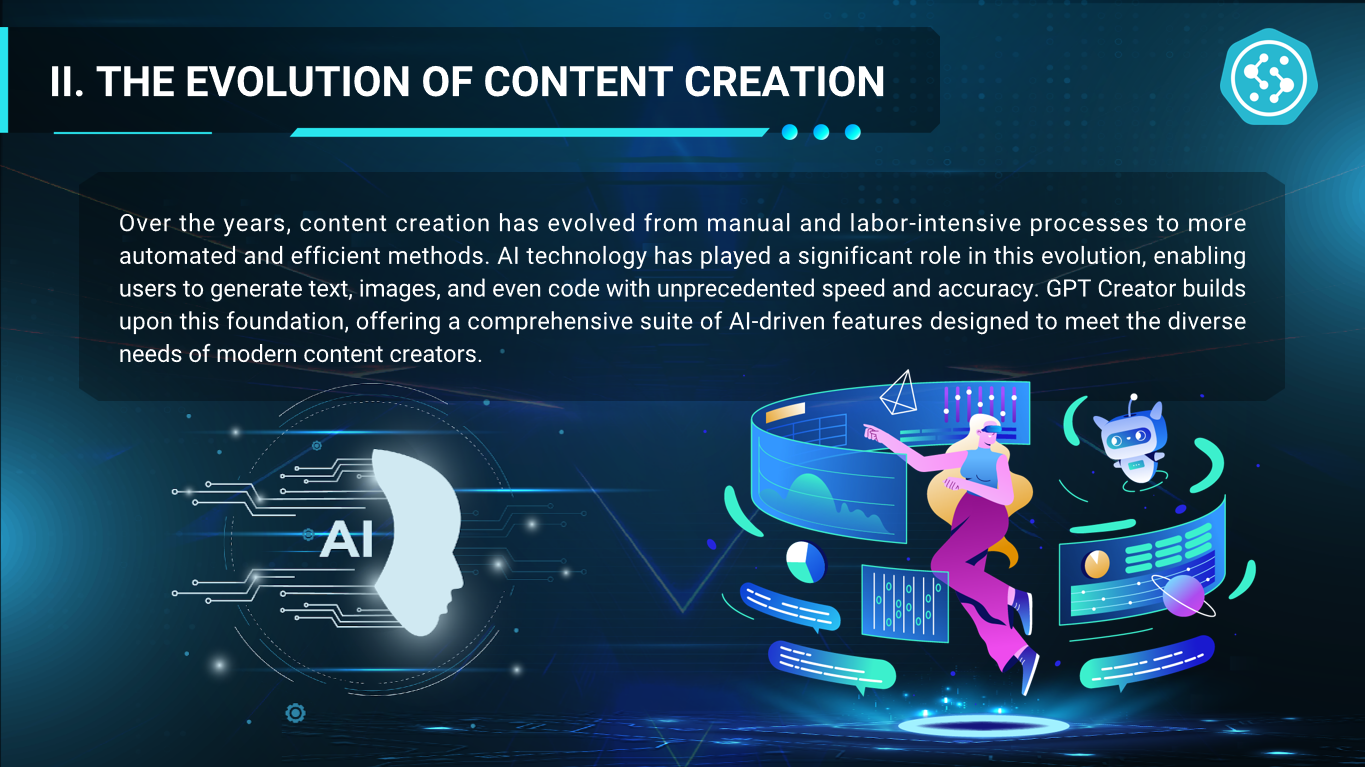 II. THE EVOLUTION OF CONTENT CREATION
Over the years, content creation has evolved from manual and labor-intensive processes to more
automated and efficient methods. AI technology has played a significant role in this evolution, enabling
users to generate text, images, and even code with unprecedented speed and accuracy. GPT Creator builds
upon this foundation, offering a comprehensive suite of AI-driven features designed to meet the diverse
needs of modern content creators.
AI